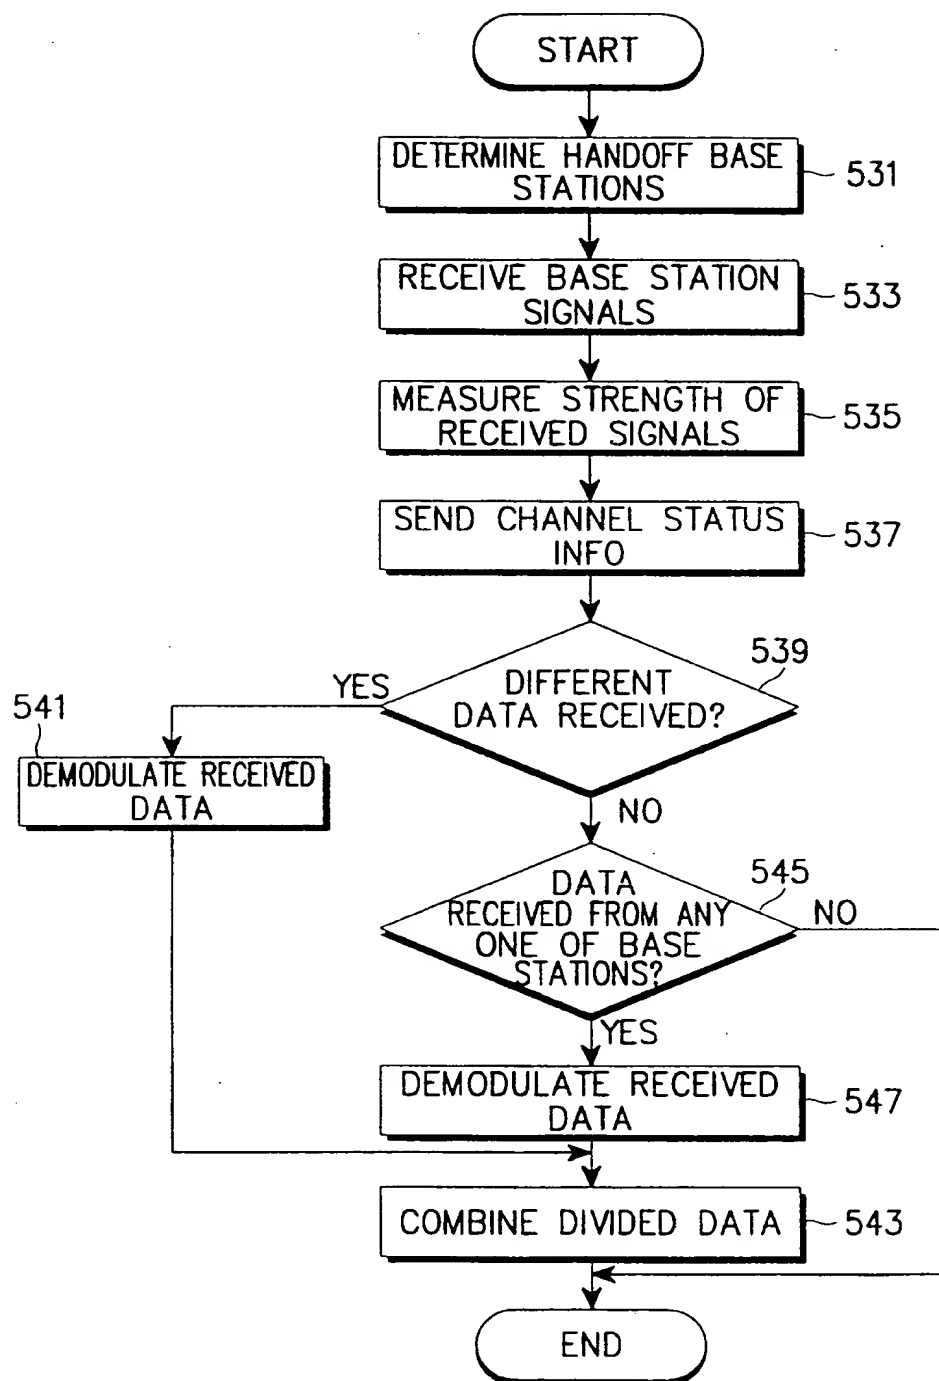 START
DETERMINE HANDOFF BASE
STATIONS
531
RECEIVE BASE STATION
SIGNALS
533
MEASURE STRENGTH OF
RECEIVED SIGNALS
535
SEND CHANNEL STATUS
INFO
537
DIFFERENT
DATA RECEIVED?
539
YES
541
DEMODULATE RECEIVED
DATA
NO
DATA
RECEIVED FROM ANY
ONE OF BASE
STATIONS?
545
NO
YES
DEMODULATE RECEIVED
DATA
547
COMBINE DIVIDED DATA
543
END